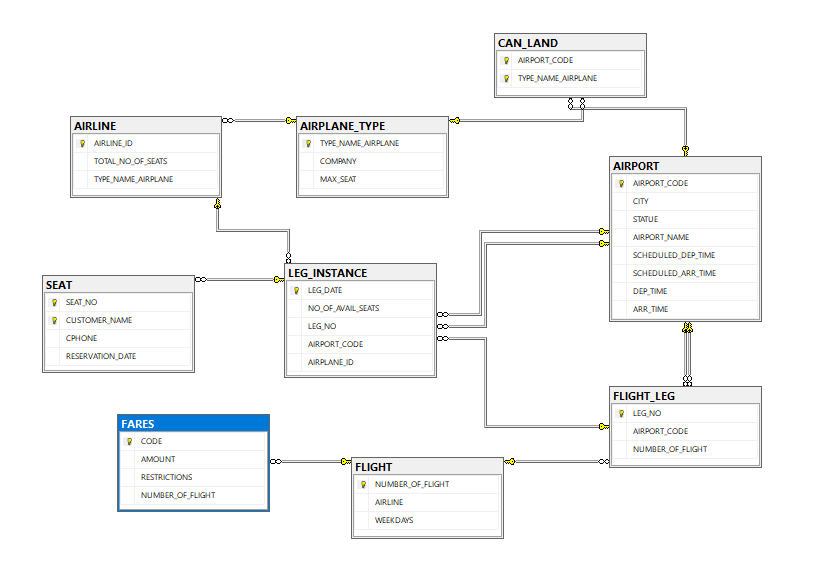 CAN_LAND
AIRPORT_CODE
TYPE_NAME_AIRPLANE
AIRLINE
AIRLINE_ID
TOTAL_NO_OF_SEATS
TYPE_NAME_AIRPLANE
AIRPLANE_TYPE
TYPE_NAME_AIRPLANE
COMPANY
MAX_SEAT
AIRPORT
AIRPORT_CODE
CITY
STATUE
AIRPORT_NAME
SCHEDULED_DEP_TIME
SCHEDULED_ARR_TIME
DEP_TIME
ARR_TIME
SEAT
SEAT_NO
CUSTOMER_NAME
CPHONE
RESERVATION_DATE
LEG_INSTANCE
LEG_DATE
NO_OF_AVAIL_SEATS
LEG_NO
AIRPORT_CODE
AIRPLANE_ID
FLIGHT_LEG
LEG_NO
AIRPORT_CODE
NUMBER_OF_FLIGHT
FARES
CODE
AMOUNT
RESTRICTIONS
NUMBER_OF_FLIGHT
FLIGHT
NUMBER_OF_FLIGHT
AIRLINE
WEEKDAYS